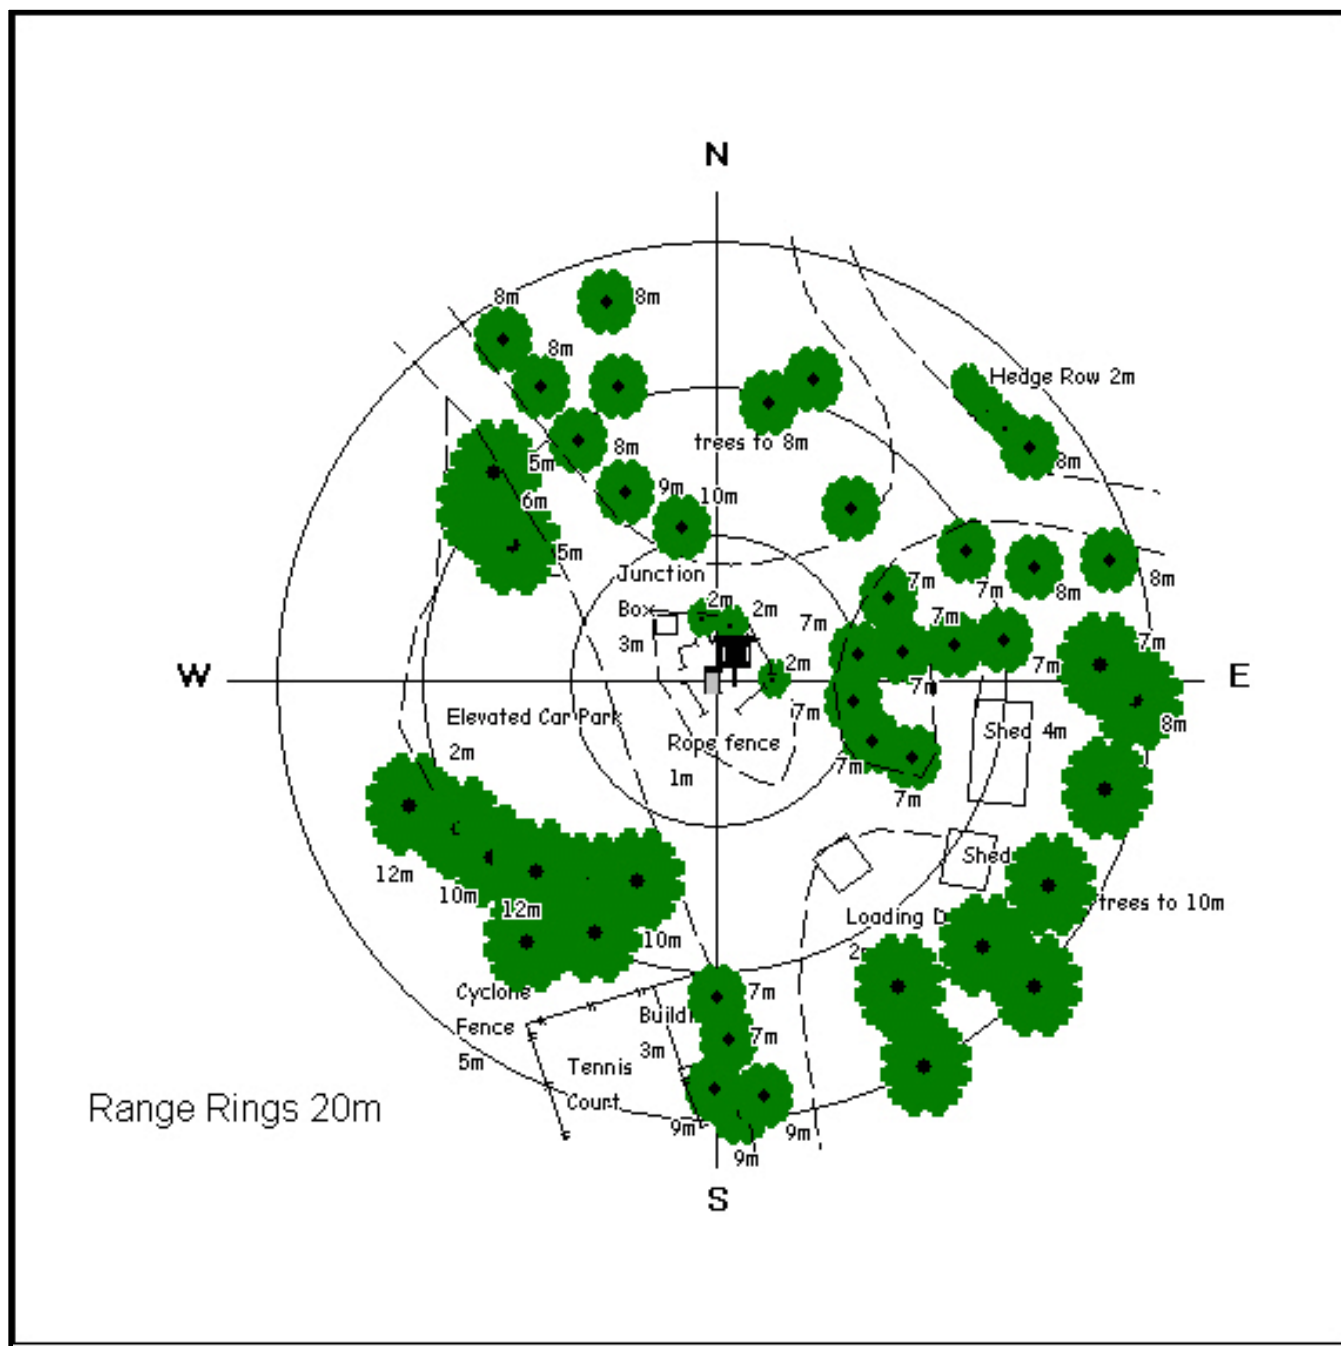 N
8m
8m
8m
Hedge Row 2m
trees to 8m
8m
5m
8m
6m
9m
10m
5m
Junction
7m
7m
8m
8m
Box
2m
2m
7m
7m
7m
7m
3m
2m
7m
W
E
7m
8m
Elevated Car Park
2m
Rope fence
1m
7m
7m
Shed 4m
12m
10m
12m
Shed
trees to 10m
10m
Loading
Cyclone
7m
Fence
3m
7m
5m
Tennis
Court
Range Rings 20m
9m
9m
9m
S